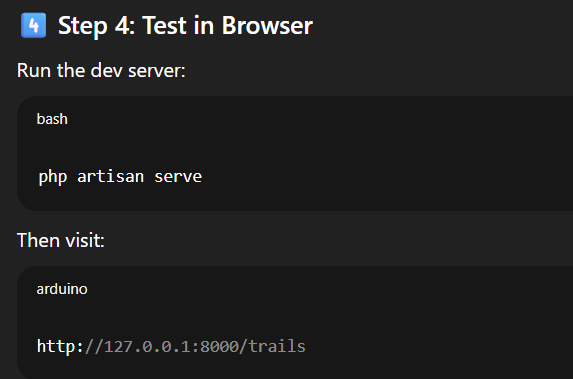 4 Step 4: Test in Browser
Run the dev server:
bash
php artisan serve
Then visit:
arduino
http://127.0.0.1:8000/trails